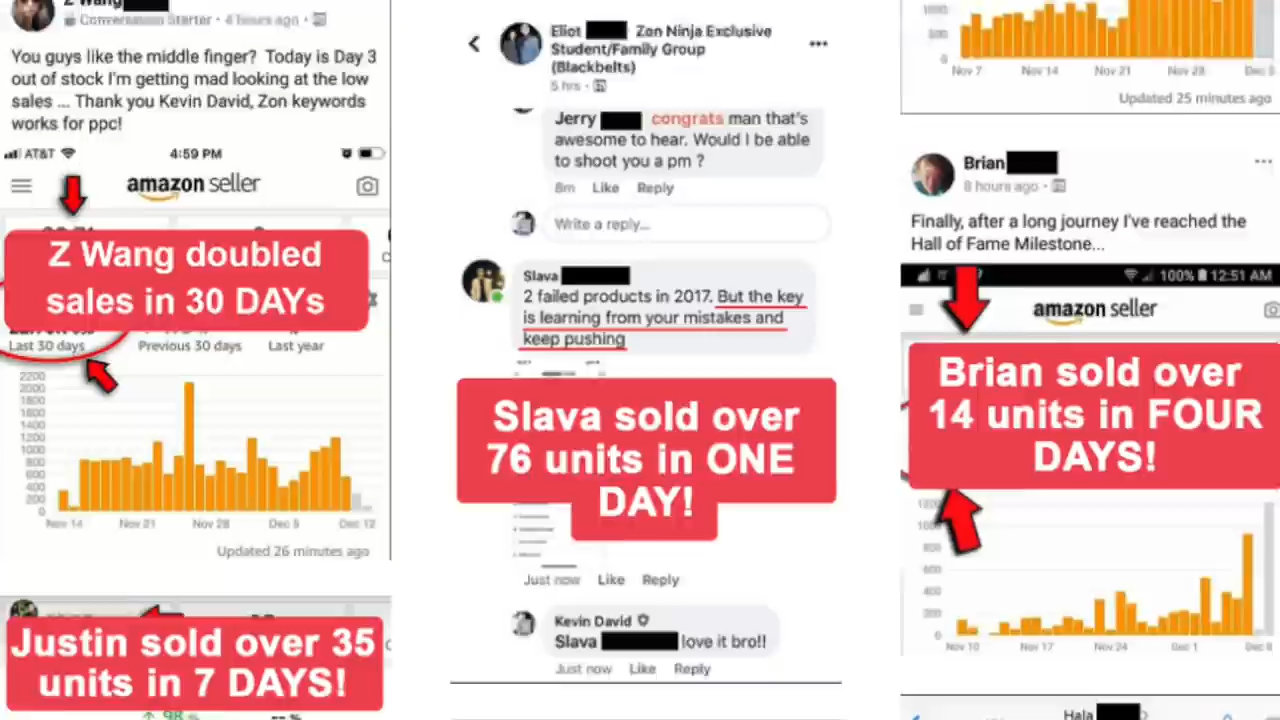 Z Wang
Conversation Starter · 4 hours ago ·
You guys like the middle finger? Today is Day 3
out of stock I'm getting mad looking at the low
sales ... Thank you Kevin David, Zon keywords
works for ppc!
AT&T
4:59 PM
amazon seller
Z Wang doubled
sales in 30 DAYs
Last 30 days
Previous 30 days
Last year
2200
2000
1800
1600
1400
1200
1000
800
600
400
200
0
Nov 14
Nov 21
Nov 28
Dec 5
Dec 12
Updated 26 minutes ago
Justin sold over 35
units in 7 DAYS!
98 %
-- %
Eliot Zon Ninja Exclusive
Student/Family Group
(Blackbelts)
5 hrs ·
Jerry congrats man that's
awesome to hear. Would I be able
to shoot you a pm ?
8m Like Reply
Write a reply...
Slava
2 failed products in 2017. But the key
is learning from your mistakes and
keep pushing
Slava sold over
76 units in ONE
DAY!
Just now Like Reply
Kevin David
Slava love it bro!!
Just now Like Reply
1000
500
0
Nov 7
Nov 14
Nov 21
Nov 28
Dec 5
Updated 25 minutes ago
Brian
8 hours ago ·
Finally, after a long journey I've reached the
Hall of Fame Milestone...
100% 12:51 AM
amazon seller
Brian sold over
14 units in FOUR
DAYS!
1200
800
600
400
200
0
Nov 10
Nov 17
Nov 24
Dec 1
Dec 8
Hala